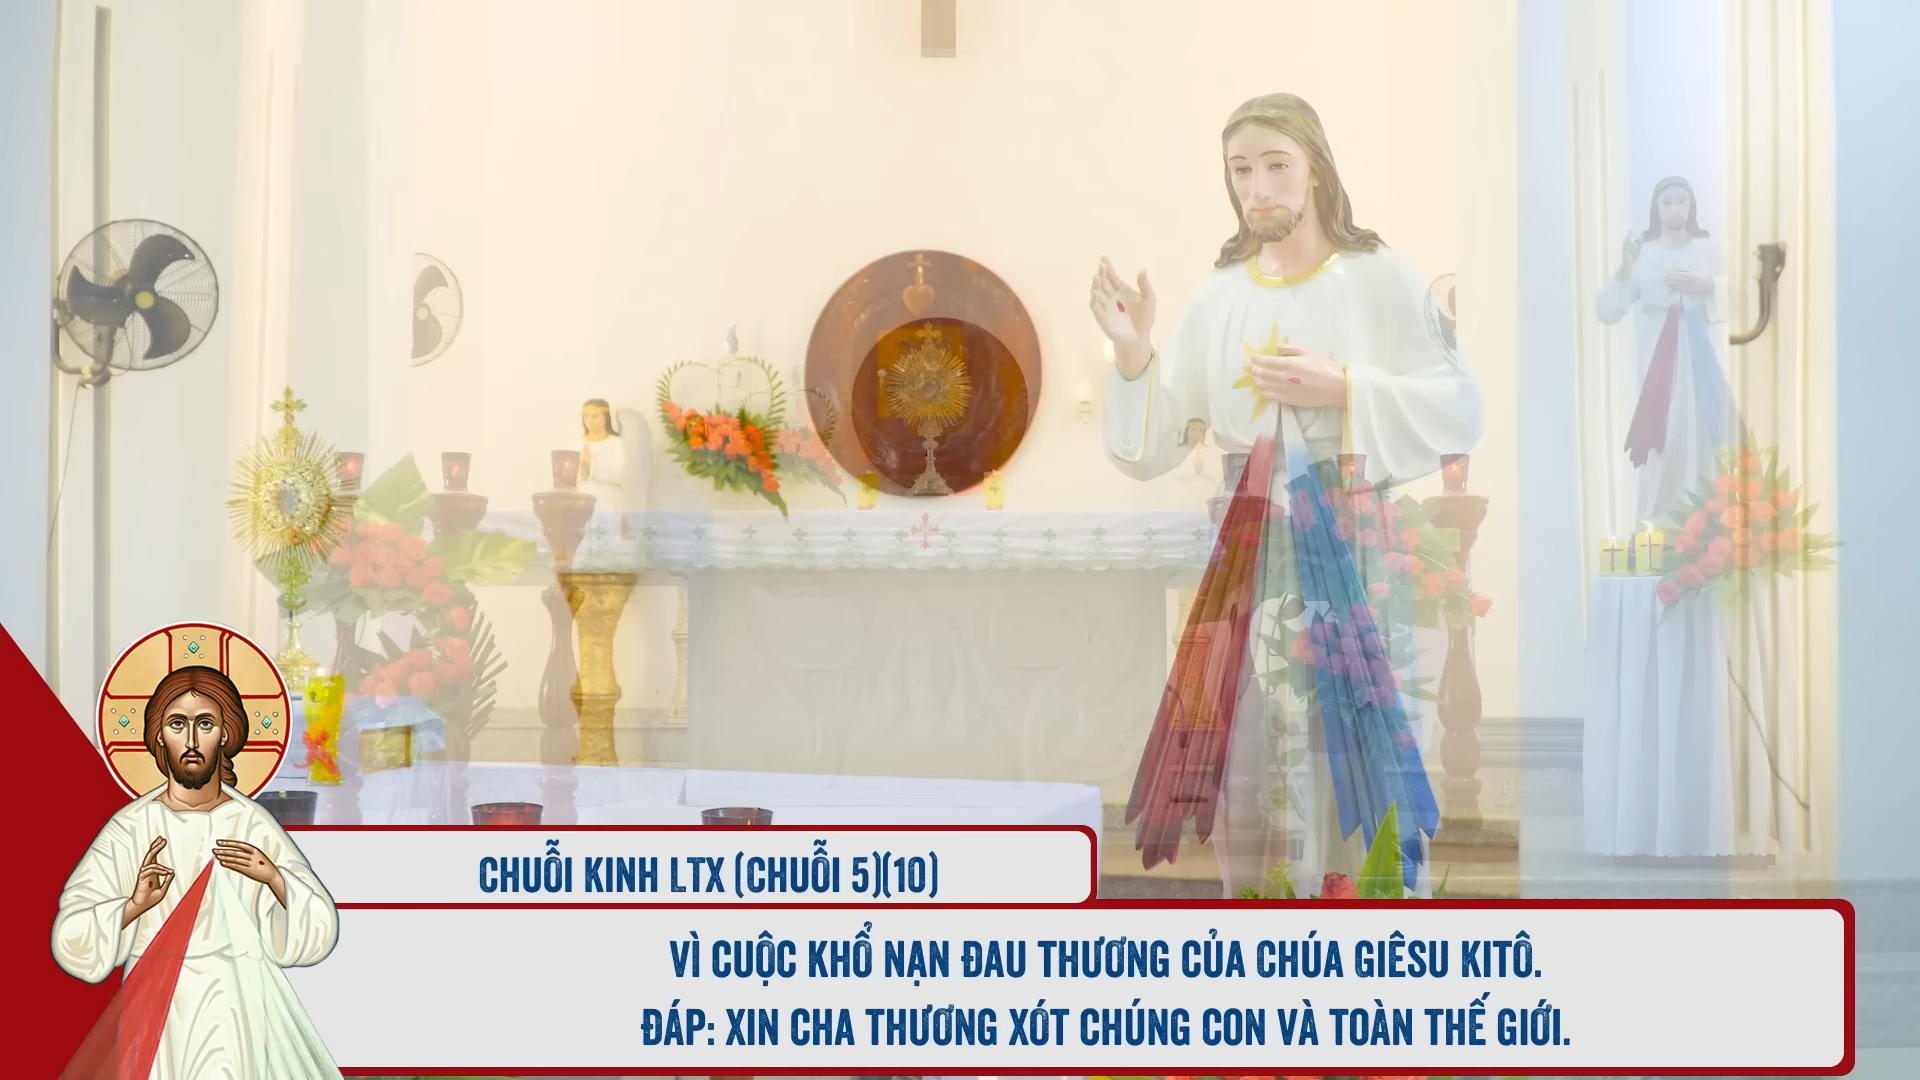 CHUỖI KINH LTX (CHUỖI 5)(10)
VÌ CUỘC KHỔ NẠN ĐAU THƯƠNG CỦA CHÚA GIÊSU KITÔ.
ĐÁP: XIN CHA THƯƠNG XÓT CHÚNG CON VÀ TOÀN THẾ GIỚI.